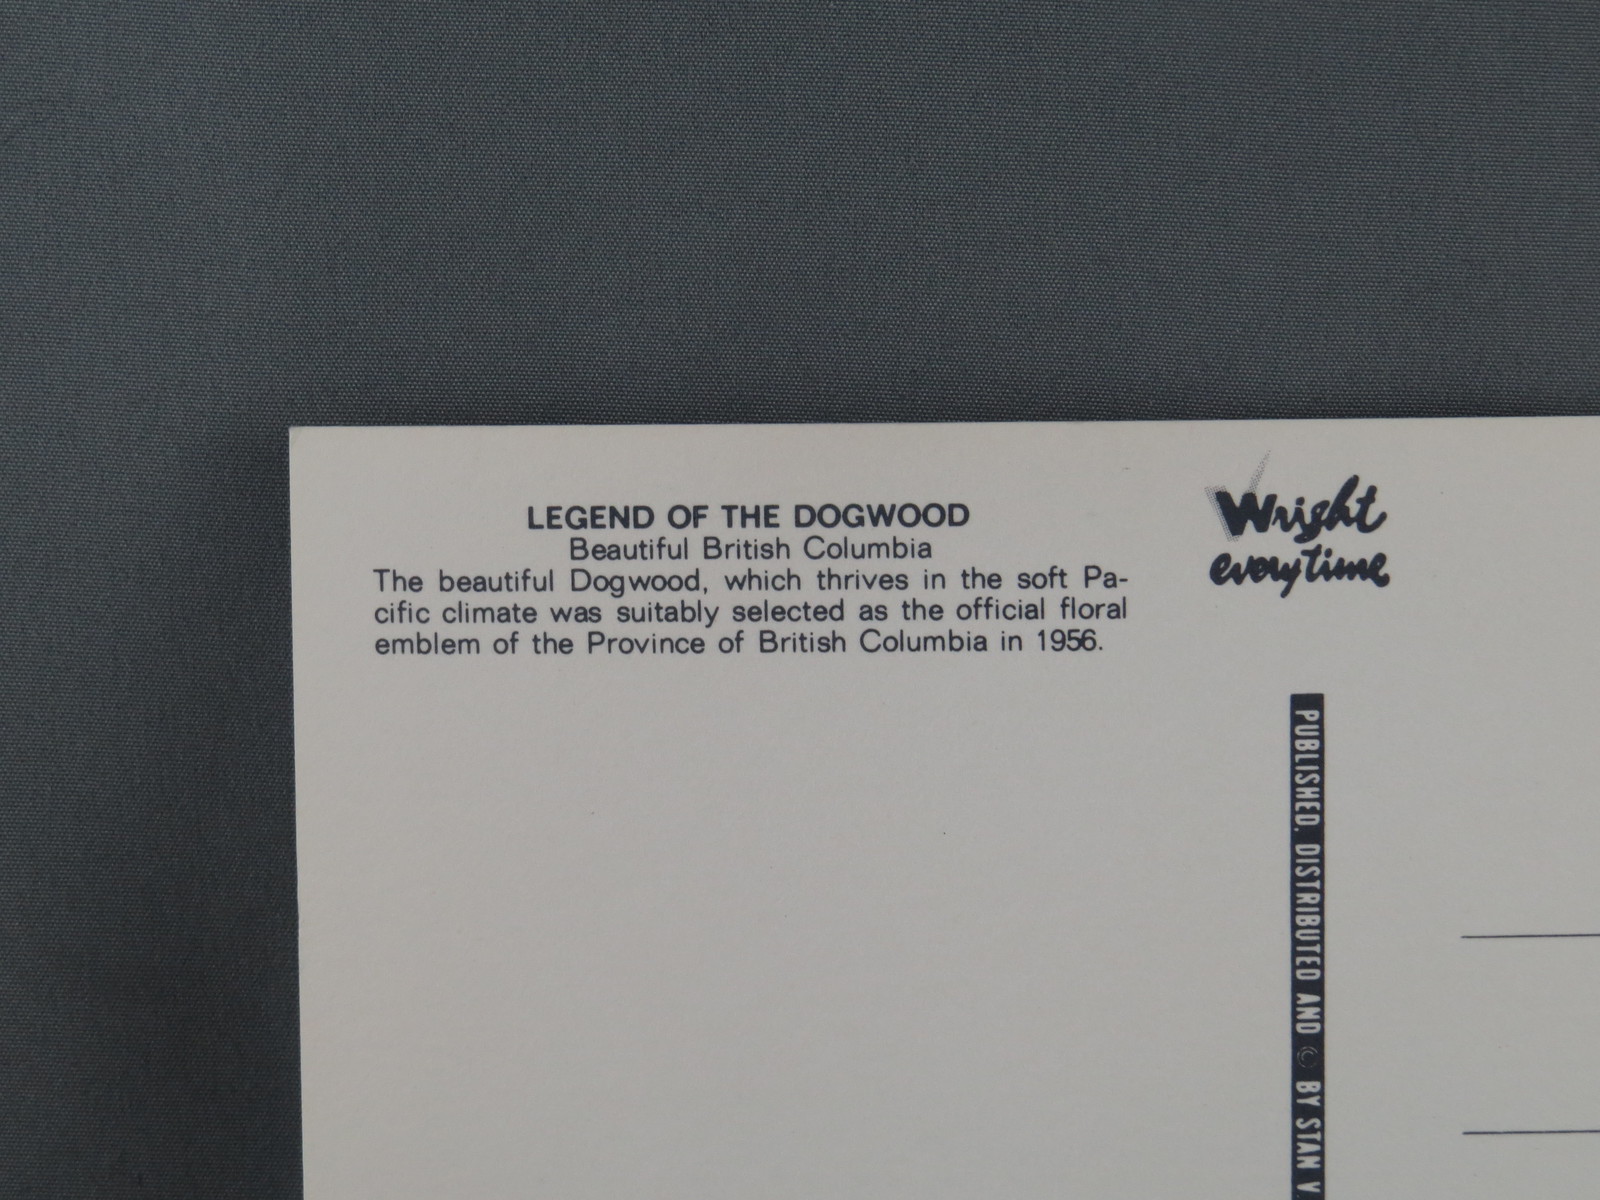 LEGEND OF THE DOGWOOD
Beautiful British Columbia
The beautiful Dogwood, which thrives in the soft Pa-
cific climate was suitably selected as the official floral
emblem of the Province of British Columbia in 1956.
Wright
everytime
PUBLISHED, DISTRIBUTED AND © BY STAN V.